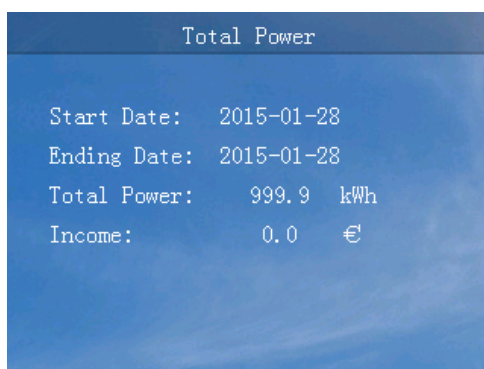 Total Power
Start Date: 2015-01-28
Ending Date: 2015-01-28
Total Power: 999.9 kWh
Income: 0.0 €